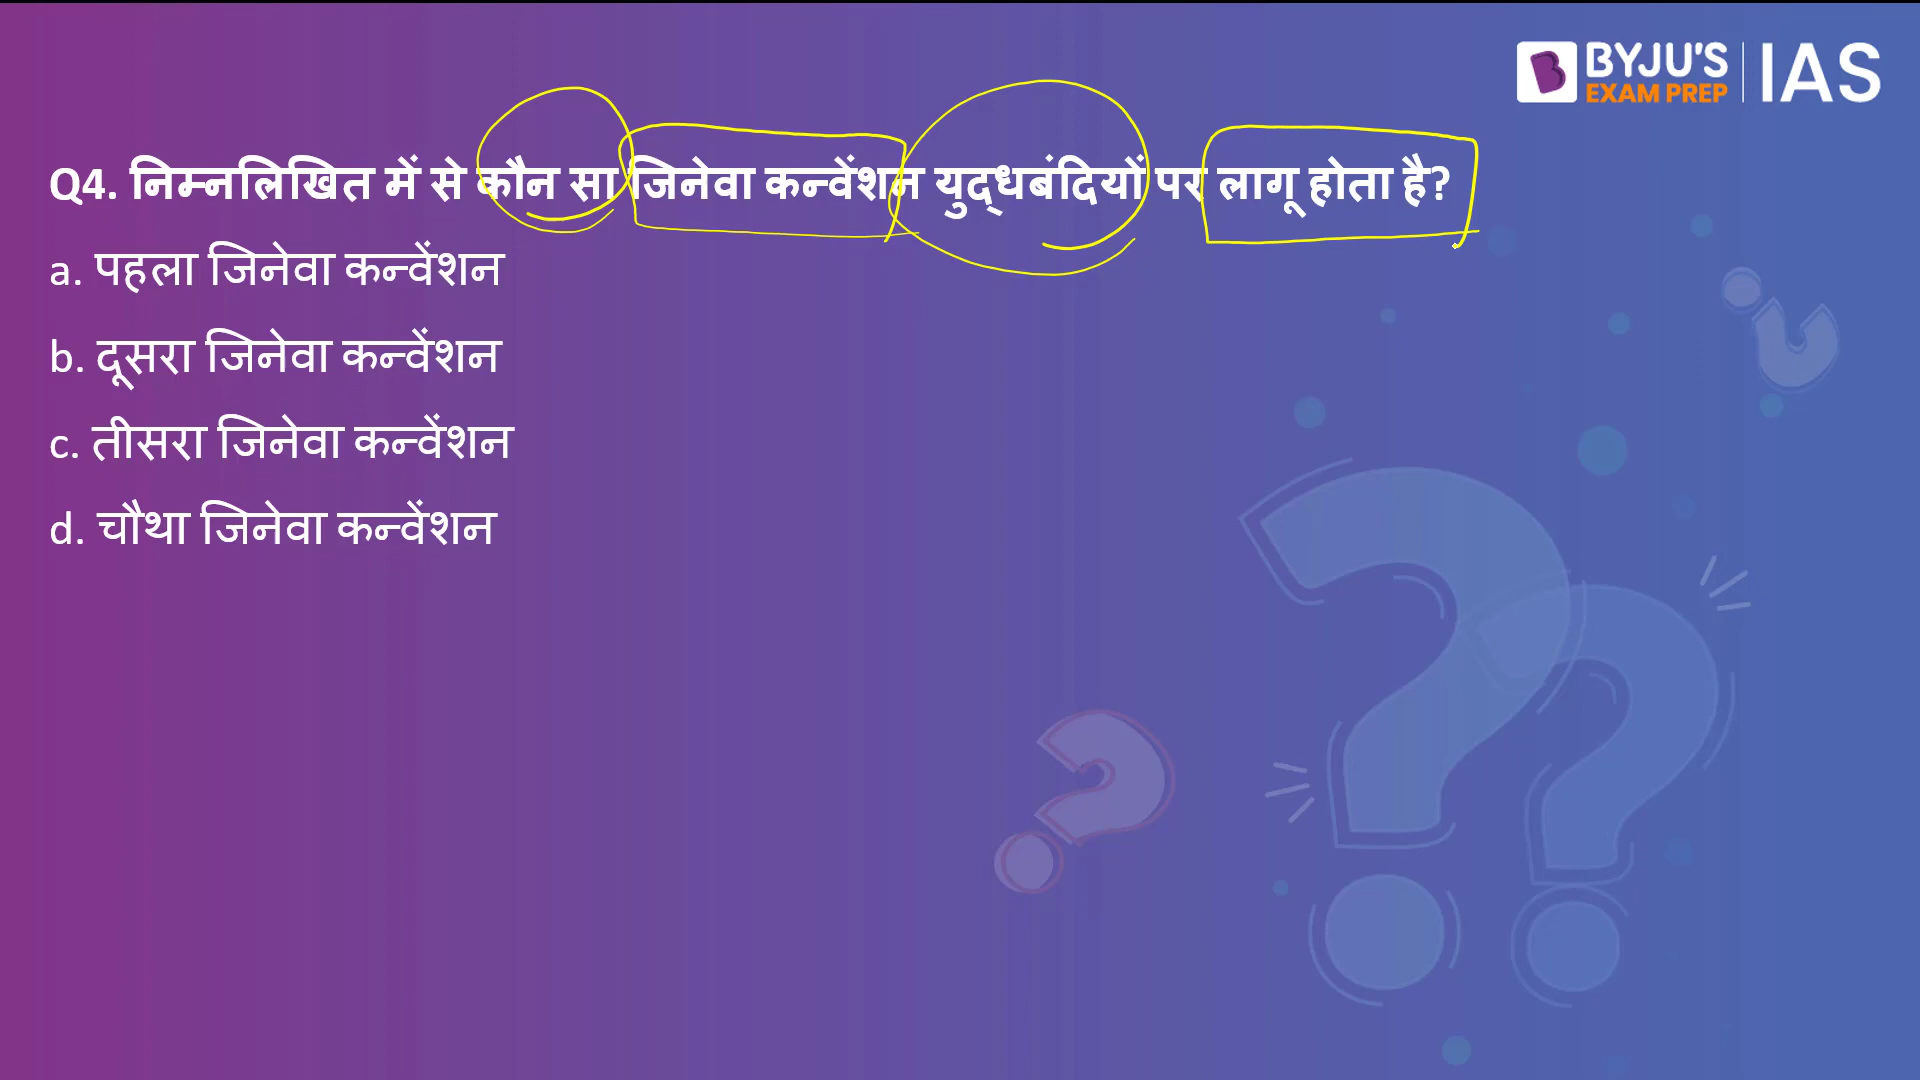 BYJU'S
EXAM PREP
IAS
Q4. निम्नलिखित में से कौन सा जिनेवा कन्वेंशन युद्धबंदियों पर लागू होता है?
a. पहला जिनेवा कन्वेंशन
b. दूसरा जिनेवा कन्वेंशन
c. तीसरा जिनेवा कन्वेंशन
d. चौथा जिनेवा कन्वेंशन